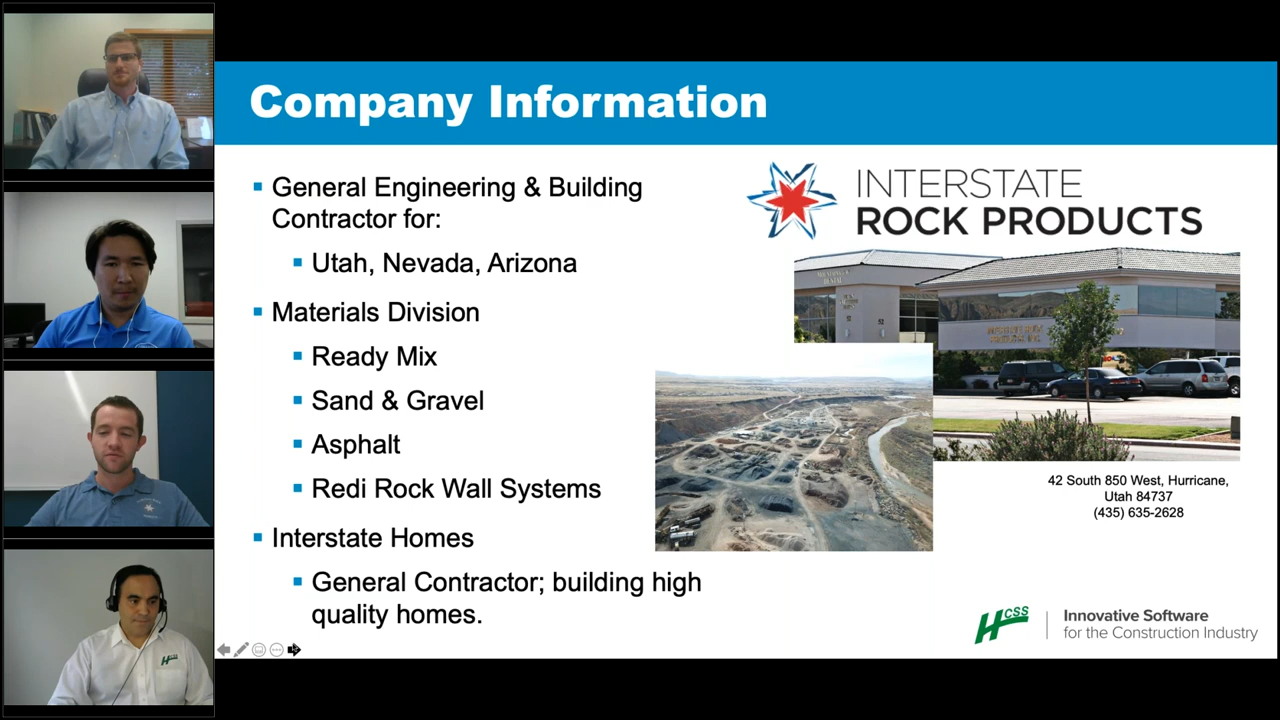 Company Information
General Engineering & Building
Contractor for:
Utah, Nevada, Arizona
Materials Division
Ready Mix
Sand & Gravel
Asphalt
Redi Rock Wall Systems
Interstate Homes
General Contractor; building high
quality homes.
INTERSTATE
ROCK PRODUCTS
42 South 850 West, Hurricane,
Utah 84737
(435) 635-2628
HCSS
Innovative Software
for the Construction Industry
HCSS